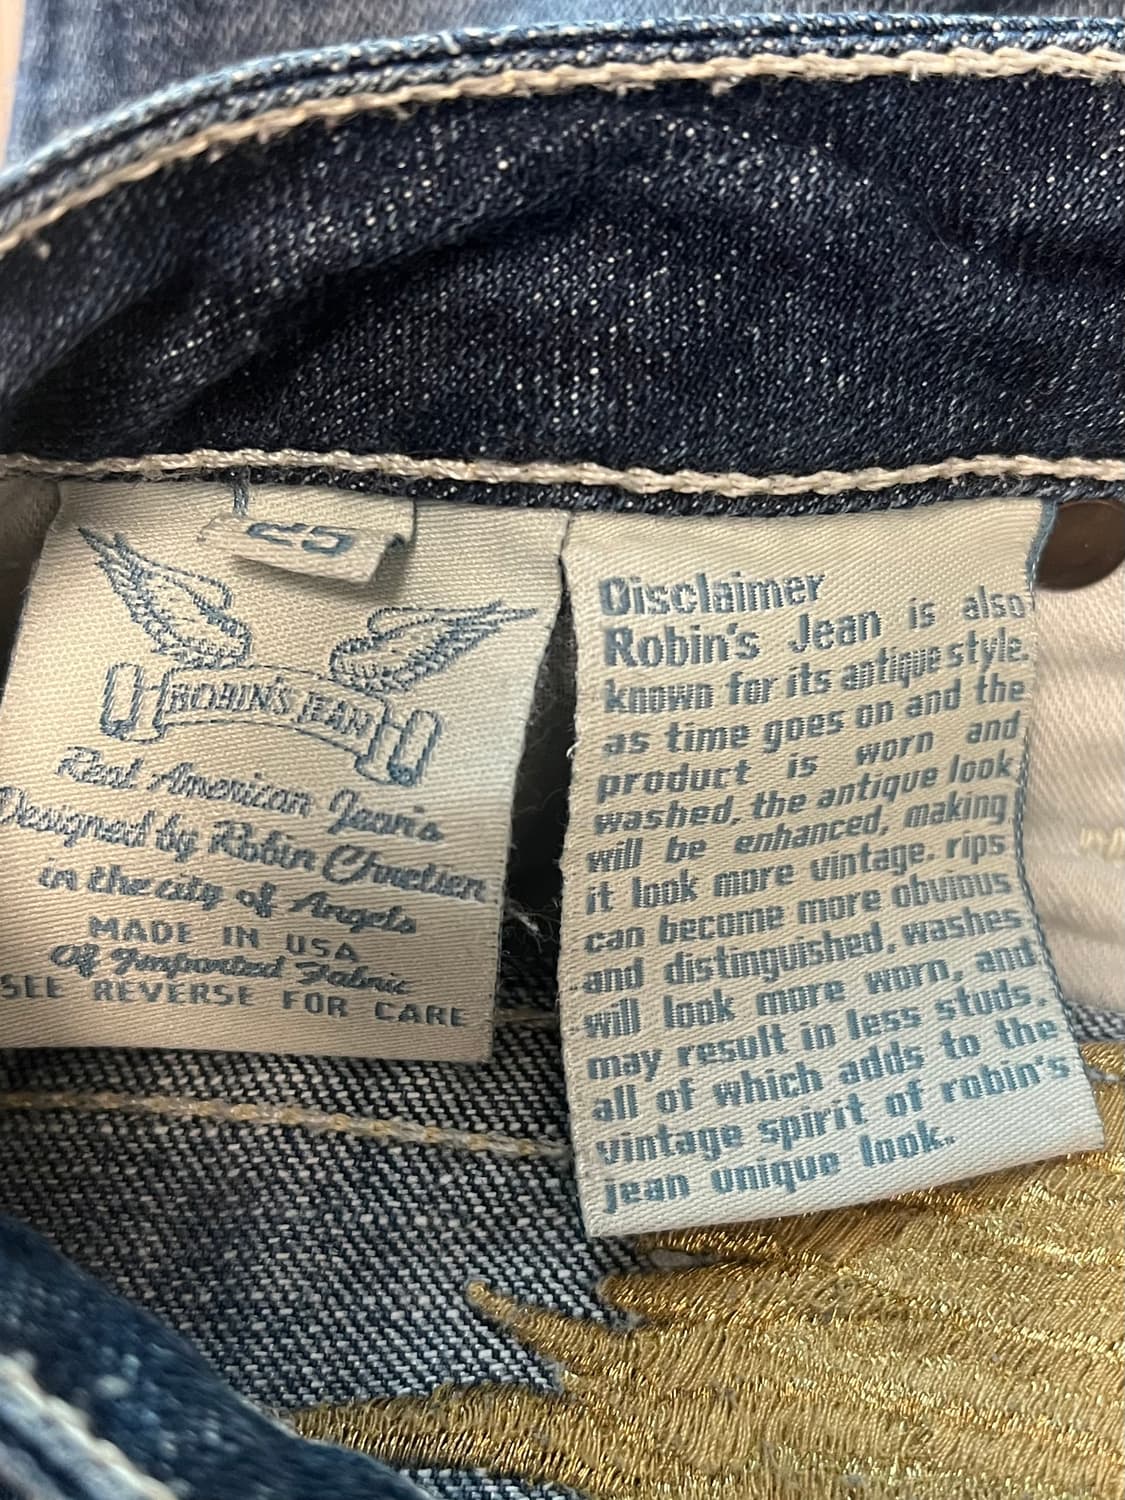 25
ROBIN'S JEAN
Real American Jean's
Designed by Robin Chretien
in the city of Angels
MADE IN USA
Of Imported Fabric
SEE REVERSE FOR CARE
Disclaimer
Robin's Jean is also
known for its antique style.
as time goes on and the
product is worn and
washed, the antique look
will be enhanced, making
it look more vintage. rips
can become more obvious
and distinguished, washes
will look more worn, and
may result in less studs.
all of which adds to the
vintage spirit of robin's
jean unique look.